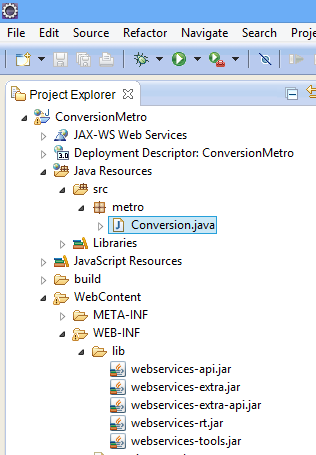 File Edit Source Refactor Navigate Search
Project Explorer
ConversionMetro
JAX-WS Web Services
3.0
Deployment Descriptor: ConversionMetro
Java Resources
src
metro
Conversion.java
Libraries
JavaScript Resources
build
WebContent
META-INF
WEB-INF
lib
webservices-api.jar
webservices-extra.jar
webservices-extra-api.jar
webservices-rt.jar
webservices-tools.jar